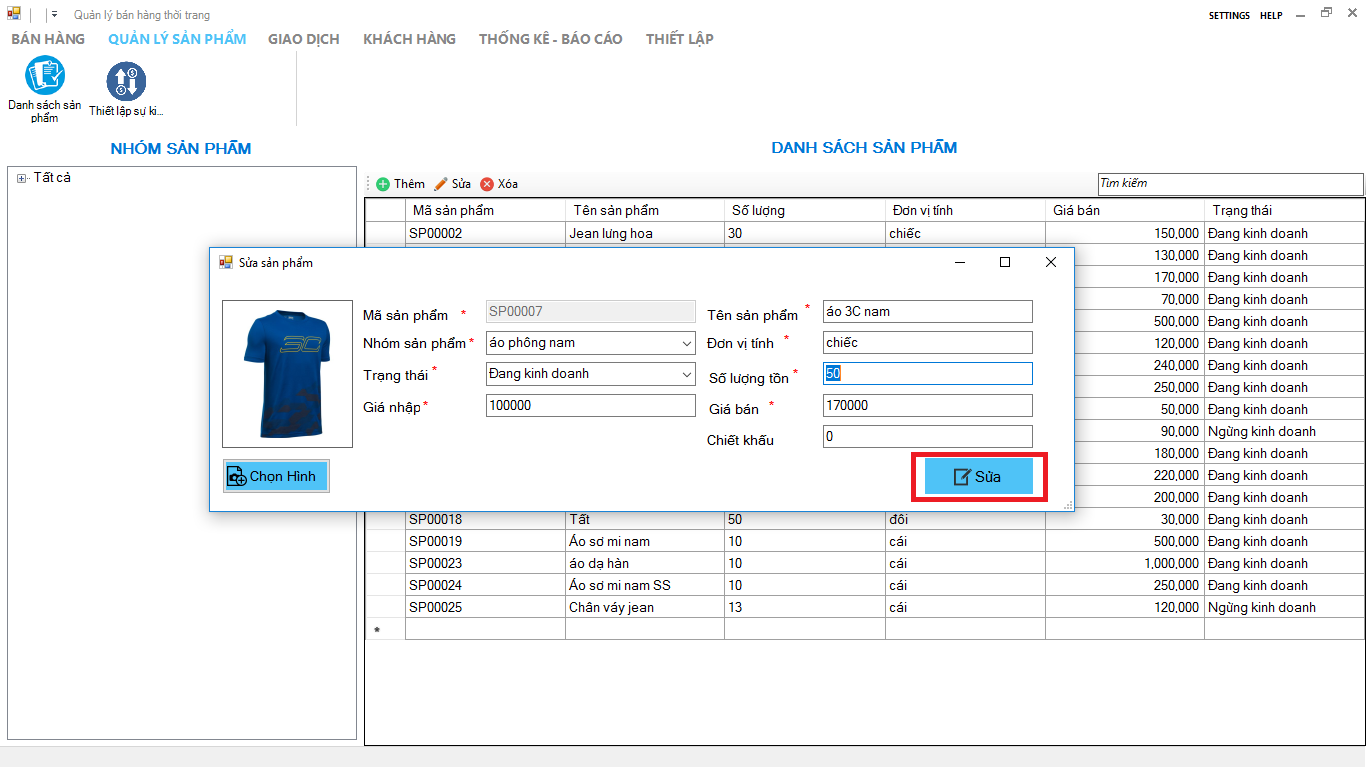 Quản lý bán hàng thời trang
SETTINGS HELP
BÁN HÀNG QUẢN LÝ SẢN PHẨM GIAO DỊCH KHÁCH HÀNG THỐNG KÊ - BÁO CÁO THIẾT LẬP
Danh sách sản
phẩm
Thiết lập sự ki...
NHÓM SẢN PHẨM
Tất cả
DANH SÁCH SẢN PHẨM
Thêm Sửa Xóa
Tìm kiếm
Mã sản phẩm Tên sản phẩm Số lượng Đơn vị tính Giá bán Trạng thái
SP00002 Jean lưng hoa 30 chiếc 150,000 Đang kinh doanh
130,000 Đang kinh doanh
170,000 Đang kinh doanh
70,000 Đang kinh doanh
500,000 Đang kinh doanh
120,000 Đang kinh doanh
240,000 Đang kinh doanh
250,000 Đang kinh doanh
50,000 Đang kinh doanh
90,000 Ngừng kinh doanh
180,000 Đang kinh doanh
220,000 Đang kinh doanh
200,000 Đang kinh doanh
SP00018 Tất 50 đôi 30,000 Đang kinh doanh
SP00019 Áo sơ mi nam 10 cái 500,000 Đang kinh doanh
SP00023 áo dạ hàn 10 cái 1,000,000 Đang kinh doanh
SP00024 Áo sơ mi nam SS 10 cái 250,000 Đang kinh doanh
SP00025 Chân váy jean 13 cái 120,000 Ngừng kinh doanh
*
Sửa sản phẩm
3C
Mã sản phẩm * SP00007 Tên sản phẩm * áo 3C nam
Nhóm sản phẩm * áo phông nam Đơn vị tính * chiếc
Trạng thái * Đang kinh doanh Số lượng tồn * 50
Giá nhập * 100000 Giá bán * 170000
Chiết khấu 0
Chọn Hình
Sửa